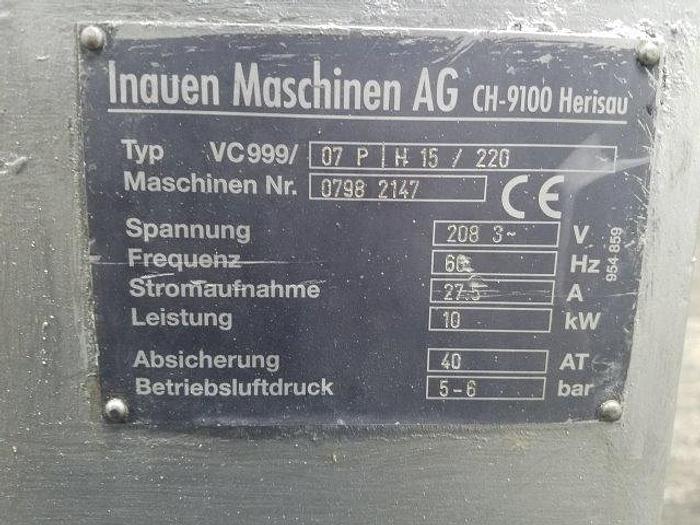 Inauen Maschinen AG CH-9100 Herisau
Typ VC999/ 07 P | H 15 / 220
Maschinen Nr. 0798 2147 CE
Spannung 208 3~ V
Frequenz 60 Hz
Stromaufnahme 27.5 A
Leistung 10 kW
Absicherung 40 AT
Betriebsluftdruck 5-6 bar
954 859